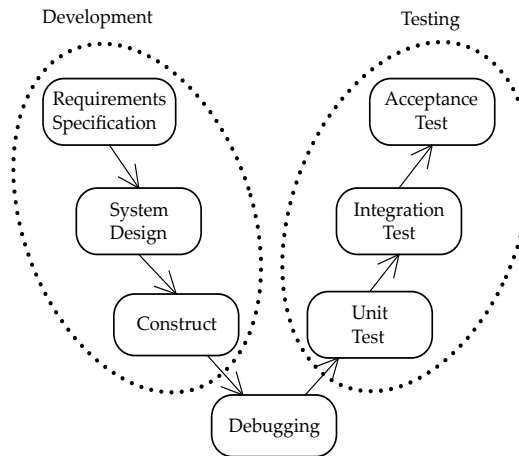 Development
Requirements
Specification
System
Design
Construct
Debugging
Testing
Acceptance
Test
Integration
Test
Unit
Test